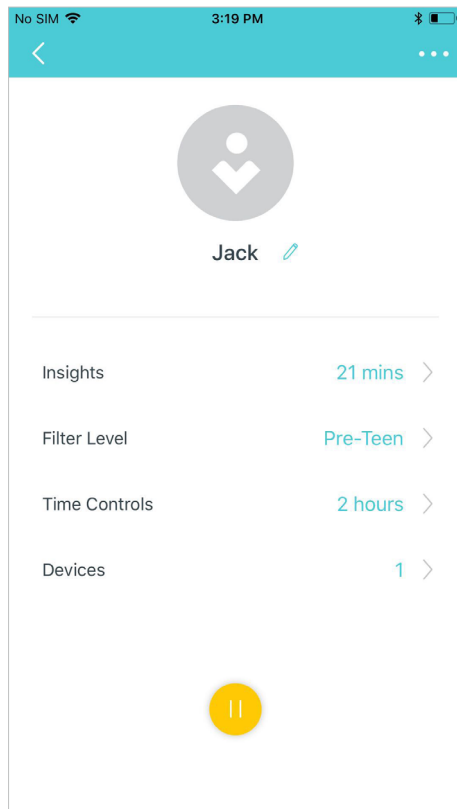 No SIM 3:19 PM
Jack
Insights 21 mins
Filter Level Pre-Teen
Time Controls 2 hours
Devices 1